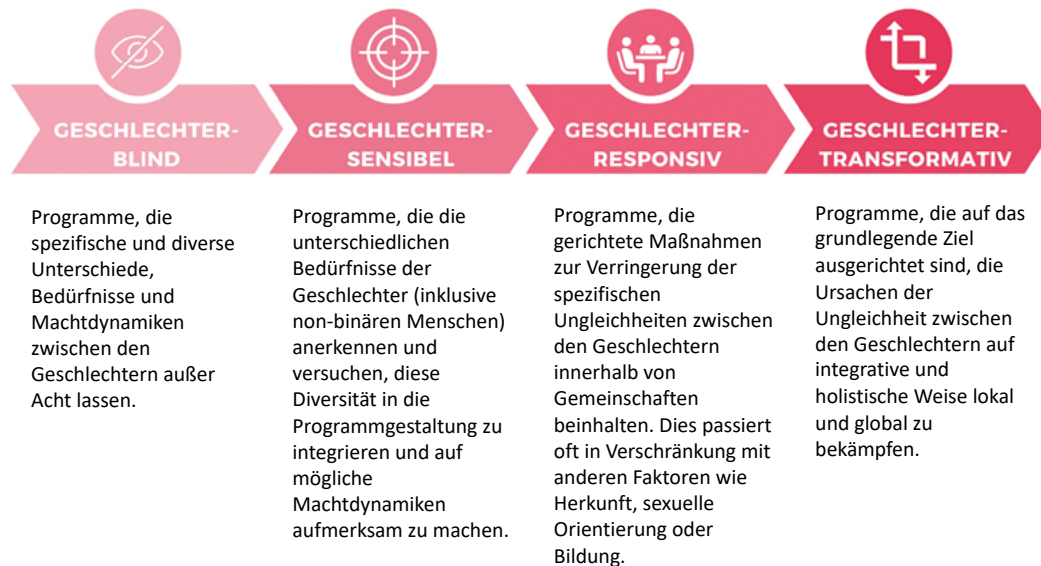 GESCHLECHTER-
BLIND
GESCHLECHTER-
SENSIBEL
GESCHLECHTER-
RESPONSIV
GESCHLECHTER-
TRANSFORMATIV
Programme, die
spezifische und diverse
Unterschiede,
Bedürfnisse und
Machtdynamiken
zwischen den
Geschlechtern außer
Acht lassen.
Programme, die die
unterschiedlichen
Bedürfnisse der
Geschlechter (inklusive
non-binären Menschen)
anerkennen und
versuchen, diese
Diversität in die
Programmgestaltung zu
integrieren und auf
mögliche
Machtdynamiken
aufmerksam zu machen.
Programme, die
gerichtete Maßnahmen
zur Verringerung der
spezifischen
Ungleichheiten zwischen
den Geschlechtern
innerhalb von
Gemeinschaften
beinhalten. Dies passiert
oft in Verschränkung mit
anderen Faktoren wie
Herkunft, sexuelle
Orientierung oder
Bildung.
Programme, die auf das
grundlegende Ziel
ausgerichtet sind, die
Ursachen der
Ungleichheit zwischen
den Geschlechtern auf
integrative und
holistische Weise lokal
und global zu
bekämpfen.